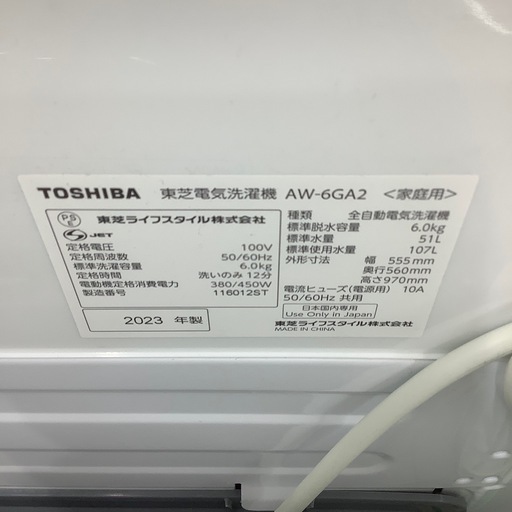 TOSHIBA 東芝電気洗濯機 AW-6GA2 <家庭用>
PSE
東芝ライフスタイル株式会社
JET
定格電圧 100V
定格周波数 50/60Hz
標準洗濯容量 6.0kg
定格時間 洗いのみ 12分
電動機定格消費電力 380/450W
製造番号 116012ST
2023 年製
種類 全自動電気洗濯機
標準脱水容量 6.0kg
標準水量 51L
標準使用水量 107L
外形寸法 幅 555mm
奥行560mm
高さ970mm
電流ヒューズ(電源用) 10A
50/60Hz 共用
日本国内専用
Use Only in Japan
東芝ライフスタイル株式会社
MADE IN CHINA